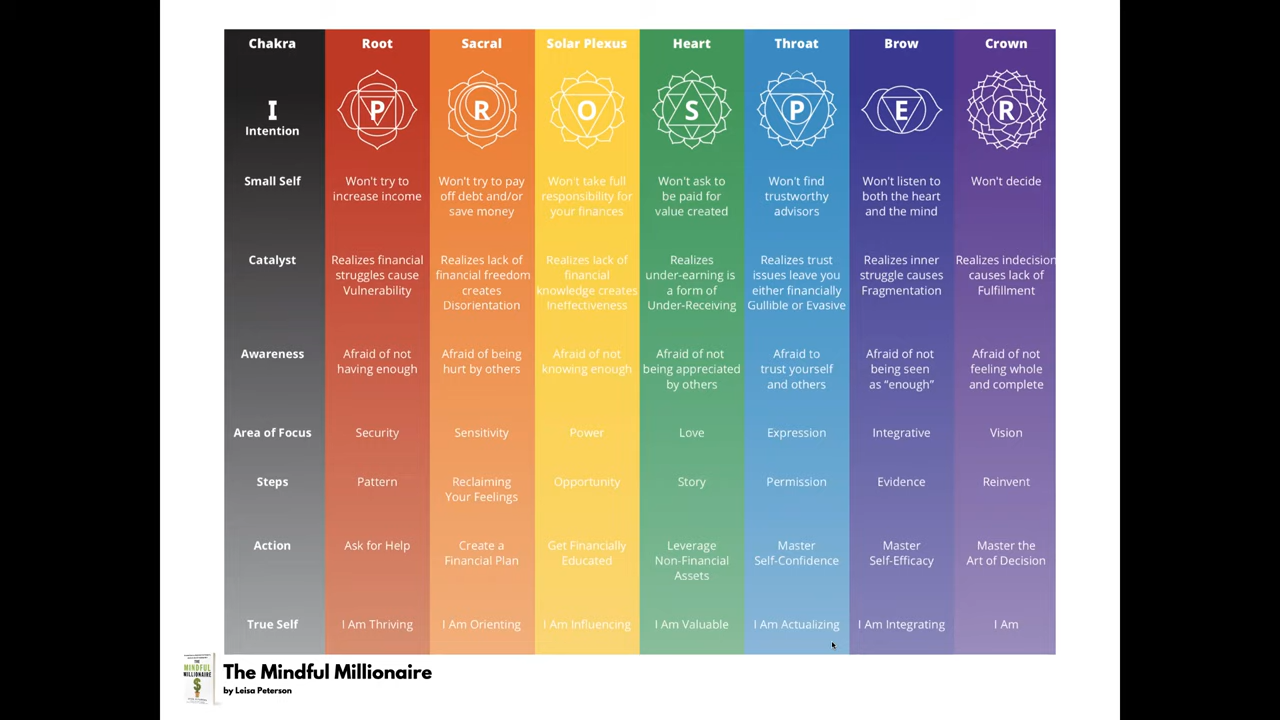 Chakra Root Sacral Solar Plexus Heart Throat Brow Crown
I P R O S P E R
Intention
Small Self Won't try to Won't try to pay Won't take full Won't ask to Won't find Won't listen to Won't decide
increase income off debt and/or responsibility for be paid for trustworthy both the heart
save money your finances value created advisors and the mind
Catalyst Realizes financial Realizes lack of Realizes lack of Realizes Realizes trust Realizes inner Realizes indecision
struggles cause financial freedom financial under-earning is issues leave you struggle causes causes lack of
Vulnerability creates knowledge creates a form of either financially Fragmentation Fulfillment
Disorientation Ineffectiveness Under-Receiving Gullible or Evasive
Awareness Afraid of not Afraid of being Afraid of not Afraid of not Afraid to Afraid of not Afraid of not
having enough hurt by others knowing enough being appreciated trust yourself being seen feeling whole
by others and others as “enough” and complete
Area of Focus Security Sensitivity Power Love Expression Integrative Vision
Steps Pattern Reclaiming Opportunity Story Permission Evidence Reinvent
Your Feelings
Action Ask for Help Create a Get Financially Leverage Master Master Master the
Financial Plan Educated Non-Financial Self-Confidence Self-Efficacy Art of Decision
Assets
True Self I Am Thriving I Am Orienting I Am Influencing I Am Valuable I Am Actualizing I Am Integrating I Am
THE
MINDFUL
MILLIONAIRE
The Mindful Millionaire
by Leisa Peterson